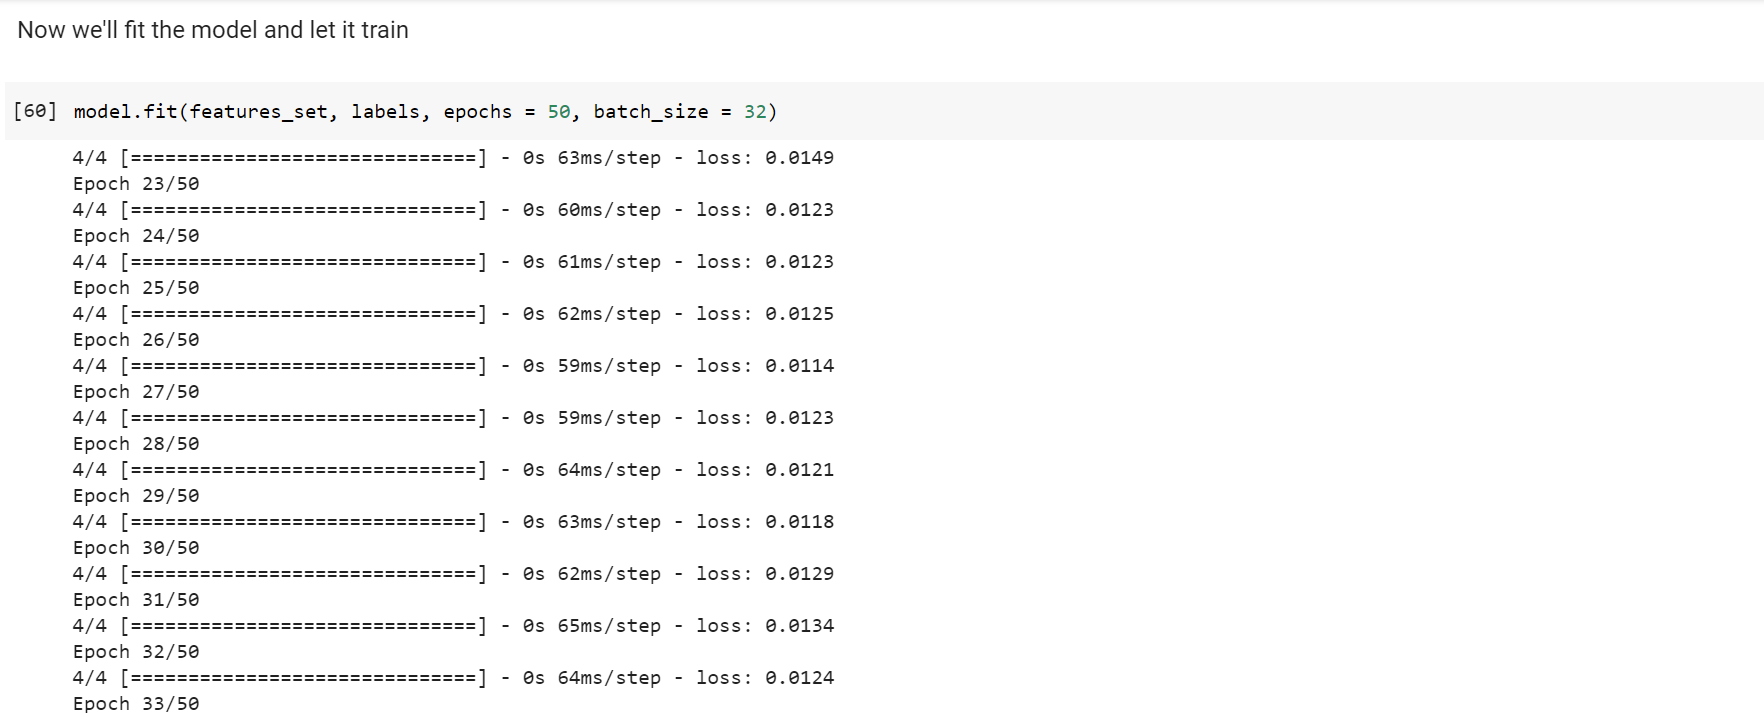 Now we'll fit the model and let it train
[60] model.fit(features_set, labels, epochs = 50, batch_size = 32)
4/4 [==============================] - 0s 63ms/step - loss: 0.0149
Epoch 23/50
4/4 [==============================] - 0s 60ms/step - loss: 0.0123
Epoch 24/50
4/4 [==============================] - 0s 61ms/step - loss: 0.0123
Epoch 25/50
4/4 [==============================] - 0s 62ms/step - loss: 0.0125
Epoch 26/50
4/4 [==============================] - 0s 59ms/step - loss: 0.0114
Epoch 27/50
4/4 [==============================] - 0s 59ms/step - loss: 0.0123
Epoch 28/50
4/4 [==============================] - 0s 64ms/step - loss: 0.0121
Epoch 29/50
4/4 [==============================] - 0s 63ms/step - loss: 0.0118
Epoch 30/50
4/4 [==============================] - 0s 62ms/step - loss: 0.0129
Epoch 31/50
4/4 [==============================] - 0s 65ms/step - loss: 0.0134
Epoch 32/50
4/4 [==============================] - 0s 64ms/step - loss: 0.0124
Epoch 33/50